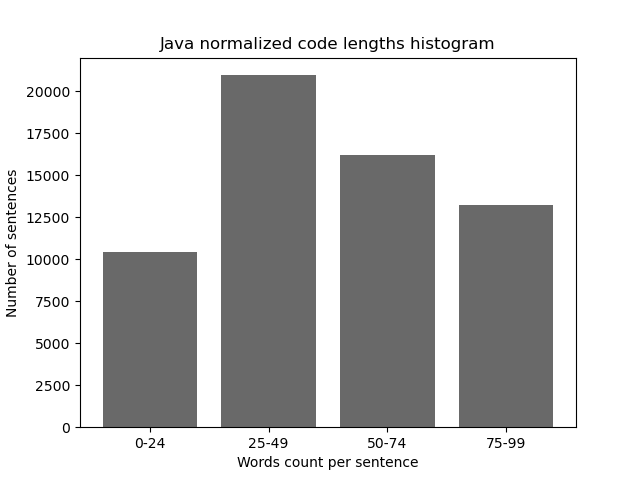 Java normalized code lengths histogram
20000
17500
15000
12500
10000
7500
5000
2500
0
Number of sentences
0-24 25-49 50-74 75-99
Words count per sentence